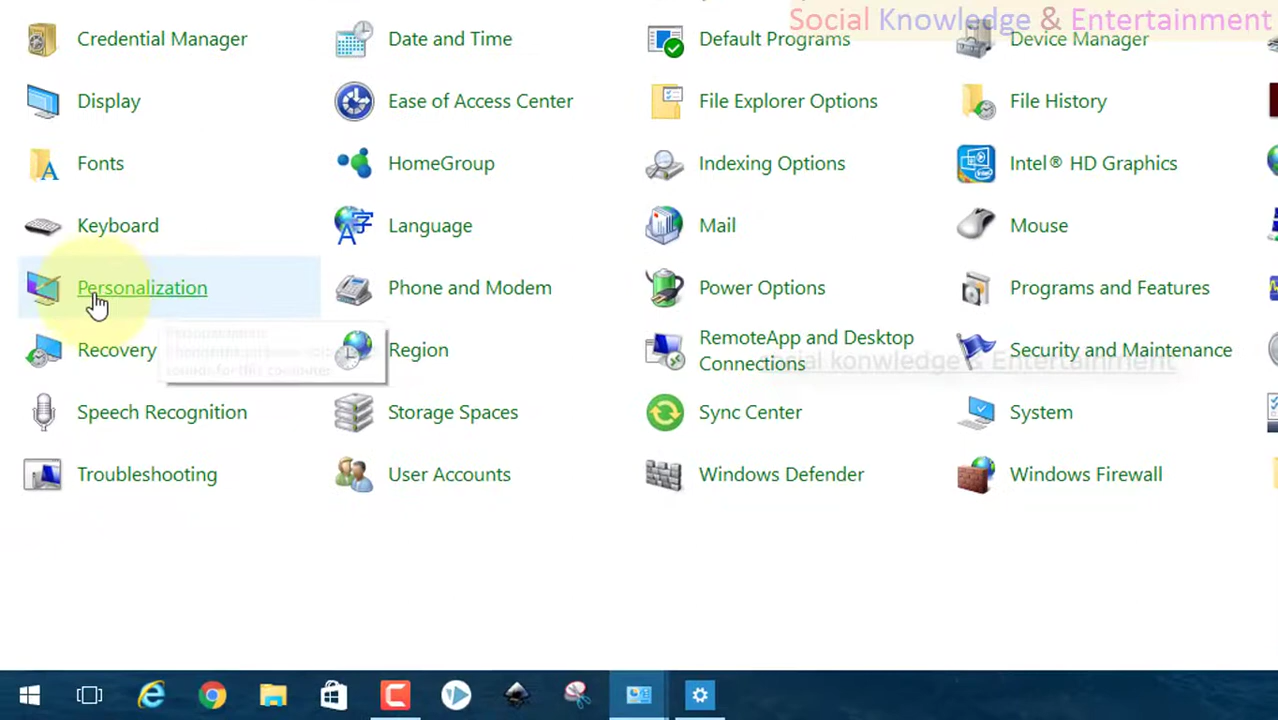 Social Knowledge & Entertainment
Credential Manager
Date and Time
Default Programs
Device Manager
Display
Ease of Access Center
File Explorer Options
File History
Fonts
HomeGroup
Indexing Options
Intel® HD Graphics
Keyboard
Language
Mail
Mouse
Personalization
Phone and Modem
Power Options
Programs and Features
Recovery
Region
RemoteApp and Desktop
Connections
Security and Maintenance
social konwledge & Entertainment
Speech Recognition
Storage Spaces
Sync Center
System
Troubleshooting
User Accounts
Windows Defender
Windows Firewall